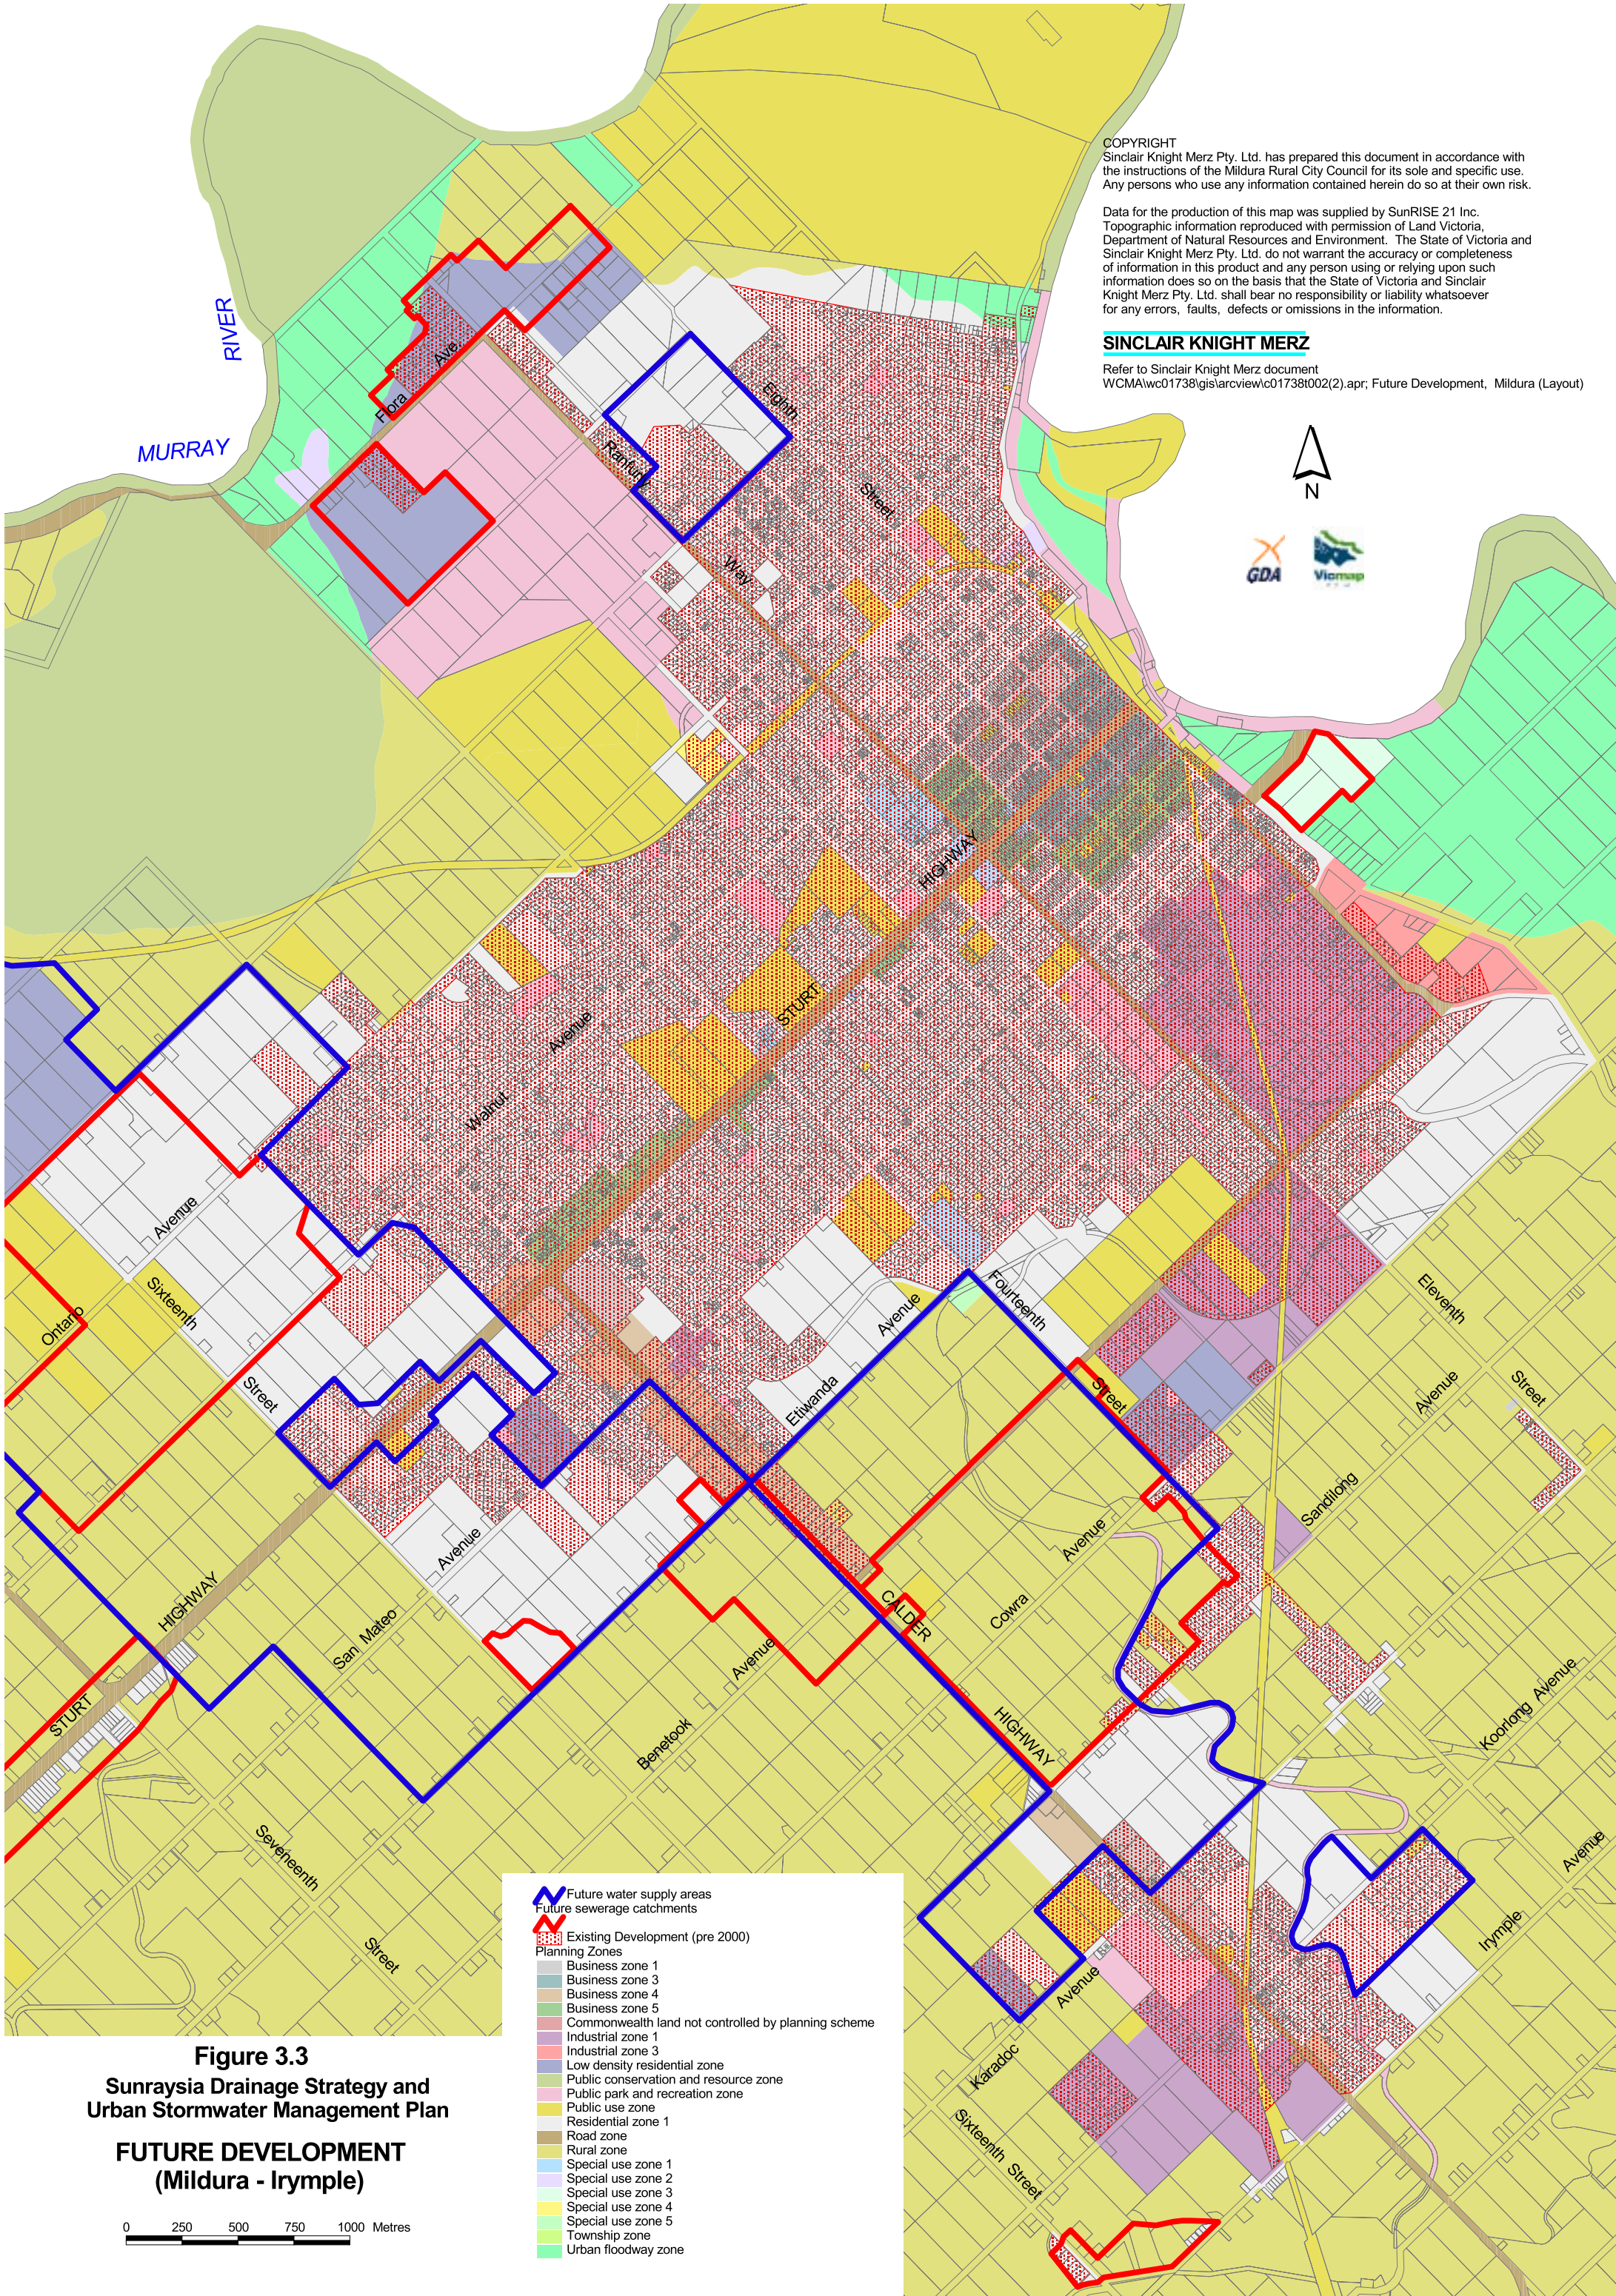 COPYRIGHT
Sinclair Knight Merz Pty. Ltd. has prepared this document in accordance with
the instructions of the Mildura Rural City Council for its sole and specific use.
Any persons who use any information contained herein do so at their own risk.
Data for the production of this map was supplied by SunRISE 21 Inc.
Topographic information reproduced with permission of Land Victoria,
Department of Natural Resources and Environment. The State of Victoria and
Sinclair Knight Merz Pty. Ltd. do not warrant the accuracy or completeness
of information in this product and any person using or relying upon such
information does so on the basis that the State of Victoria and Sinclair
Knight Merz Pty. Ltd. shall bear no responsibility or liability whatsoever
for any errors, faults, defects or omissions in the information.
SINCLAIR KNIGHT MERZ
Refer to Sinclair Knight Merz document
WCMA\wc01738\gis\arcview\c01738t002(2).apr; Future Development, Mildura (Layout)
N
GDA
Vicmap
RIVER
MURRAY
Flora
Ave
Ranfurly
Way
Eighth
Street
HIGHWAY
STURT
Avenue
Walnut
Avenue
Sixteenth
Ontario
Street
Avenue
Etiwanda
Avenue
Fourteenth
Street
Eleventh
Street
Avenue
Sandilong
Avenue
Cowra
CALDER
HIGHWAY
HIGHWAY
STURT
San Mateo
Avenue
Benetook
Koorlong Avenue
Avenue
Irymple
Seveneenth
Street
Avenue
Karadoc
Sixteenth Street
Future water supply areas
Future sewerage catchments
Existing Development (pre 2000)
Planning Zones
Business zone 1
Business zone 3
Business zone 4
Business zone 5
Commonwealth land not controlled by planning scheme
Industrial zone 1
Industrial zone 3
Low density residential zone
Public conservation and resource zone
Public park and recreation zone
Public use zone
Residential zone 1
Road zone
Rural zone
Special use zone 1
Special use zone 2
Special use zone 3
Special use zone 4
Special use zone 5
Township zone
Urban floodway zone
Figure 3.3
Sunraysia Drainage Strategy and
Urban Stormwater Management Plan
FUTURE DEVELOPMENT
(Mildura - Irymple)
0 250 500 750 1000 Metres